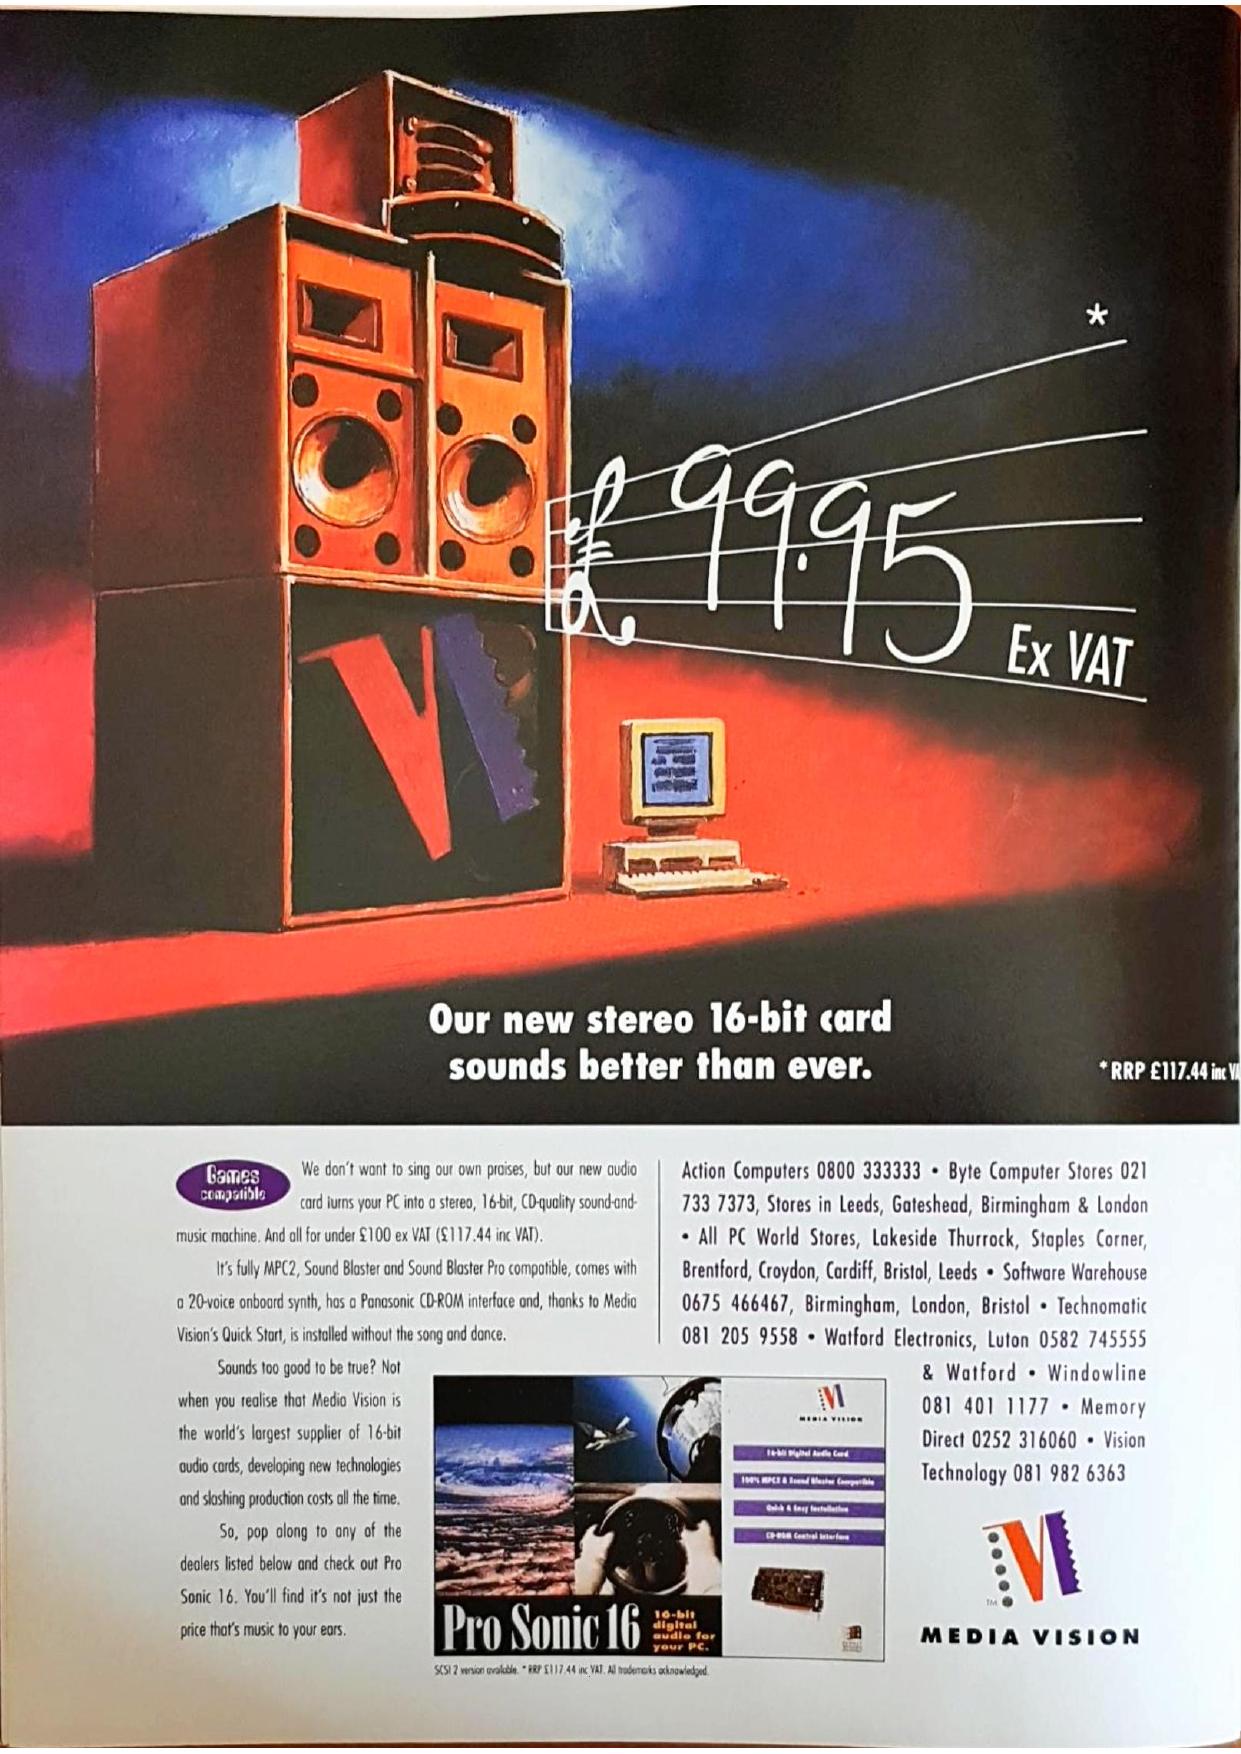 *
£99.95
Ex VAT
Our new stereo 16-bit card
sounds better than ever.
* RRP £117.44 inc VA
Games
compatible
We don't want to sing our own praises, but our new audio
card turns your PC into a stereo, 16-bit, CD-quality sound-and-
music machine. And all for under £100 ex VAT (£117.44 inc VAT).
It's fully MPC2, Sound Blaster and Sound Blaster Pro compatible, comes with
a 20-voice onboard synth, has a Panasonic CD-ROM interface and, thanks to Media
Vision's Quick Start, is installed without the song and dance.
Sounds too good to be true? Not
when you realise that Media Vision is
the world's largest supplier of 16-bit
audio cards, developing new technologies
and slashing production costs all the time.
So, pop along to any of the
dealers listed below and check out Pro
Sonic 16. You'll find it's not just the
price that's music to your ears.
Action Computers 0800 333333 • Byte Computer Stores 021
733 7373, Stores in Leeds, Gateshead, Birmingham & London
• All PC World Stores, Lakeside Thurrock, Staples Corner,
Brentford, Croydon, Cardiff, Bristol, Leeds • Software Warehouse
0675 466467, Birmingham, London, Bristol • Technomatic
081 205 9558 • Watford Electronics, Luton 0582 745555
& Watford • Windowline
081 401 1177 • Memory
Direct 0252 316060 • Vision
Technology 081 982 6363
MEDIA VISION
16-bit Digital Audio Card
100% MPC2 & Sound Blaster Compatible
Quick & Easy Installation
CD-ROM Control Interface
Pro Sonic 16
16-bit
digital
audio for
your PC.
SCSI 2 version available. * RRP £117.44 inc VAT. All trademarks acknowledged.
TM
MEDIA VISION